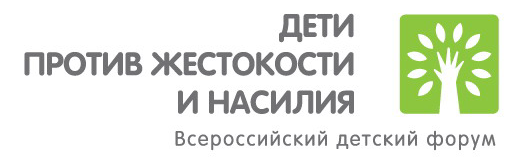 ДЕТИ
ПРОТИВ ЖЕСТОКОСТИ
И НАСИЛИЯ
Всероссийский детский форум